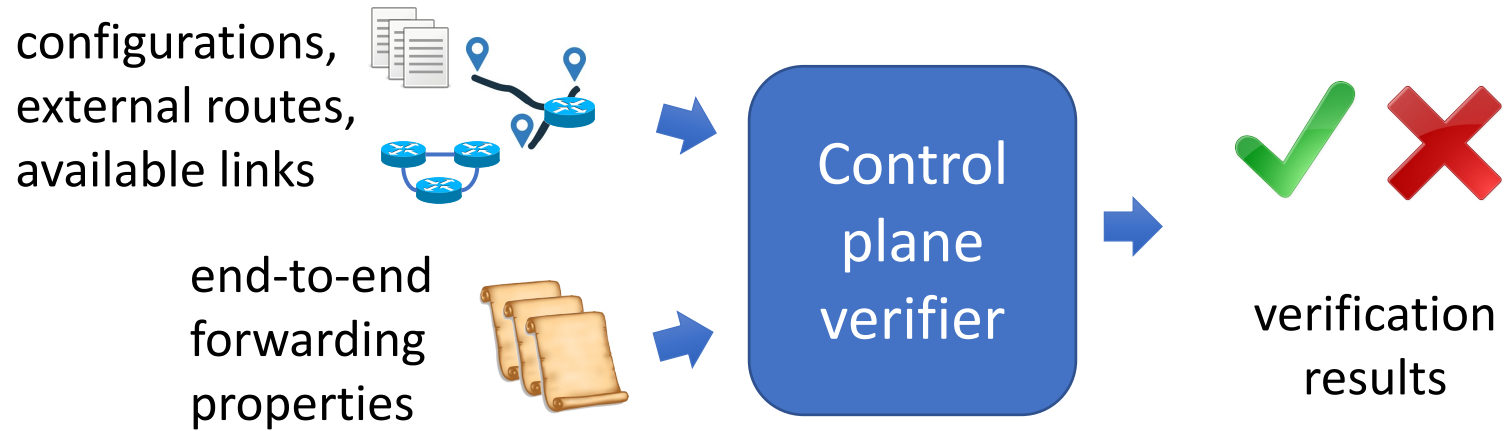 configurations,
external routes,
available links
end-to-end
forwarding
properties
Control
plane
verifier
verification
results